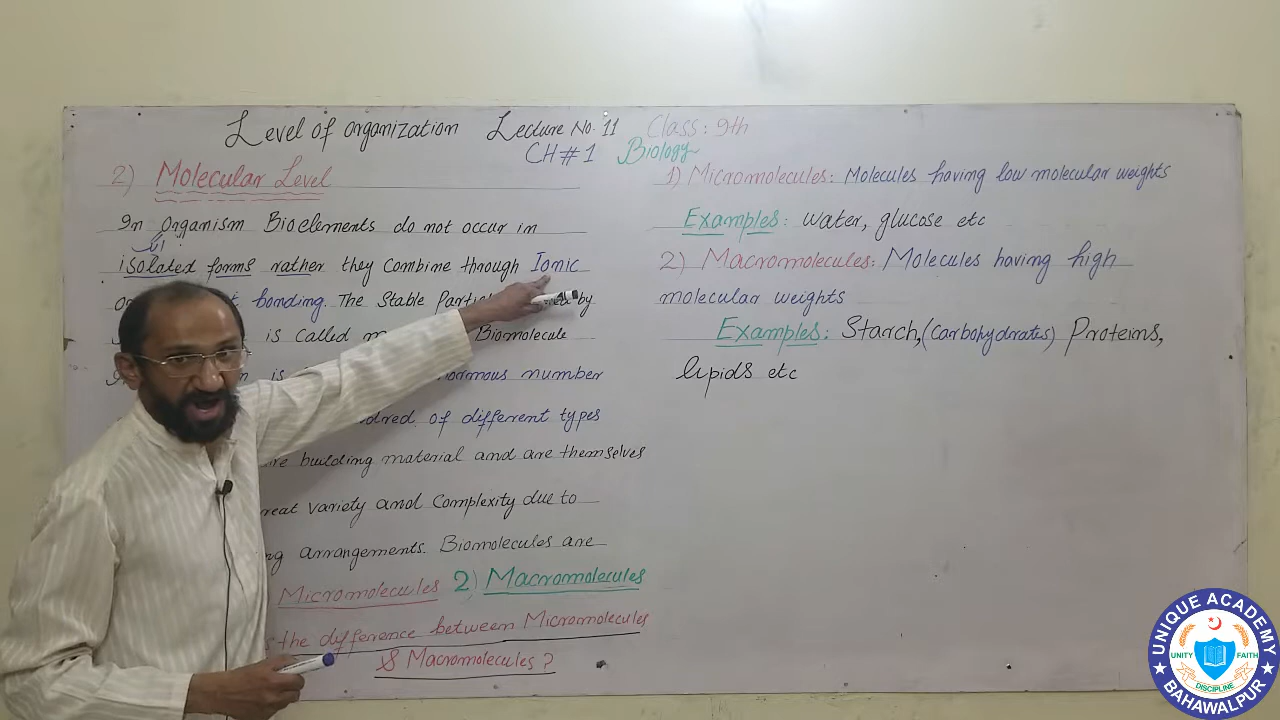 Level of organization Lecture No. 11 Class: 9th
CH # 1 Biology
2) Molecular Level
In Organism Bioelements do not occur in
isolated forms rather they combine through Ionic
bonding. The Stable by
is called Biomolecule
is number
of different types
building material and are themselves
variety and Complexity due to
arrangements. Biomolecules are
Micromolecules 2) Macromolecules
the difference between Micromolecules
& Macromolecules?
1) Micromolecules: Molecules having low molecular weights
Examples: Water, glucose etc
2) Macromolecules: Molecules having high
molecular weights
Examples: Starch, (Carbohydrates) Proteins,
lipids etc
UNIQUE ACADEMY
UNITY FAITH
DISCIPLINE
BAHAWALPUR